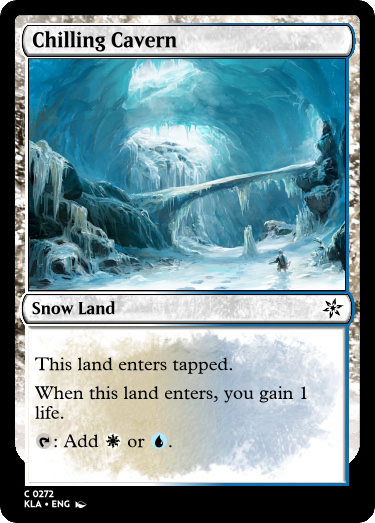 Chilling Cavern
Snow Land
This land enters tapped.
When this land enters, you gain 1
life.
: Add or .
C 0272
KLA • ENG